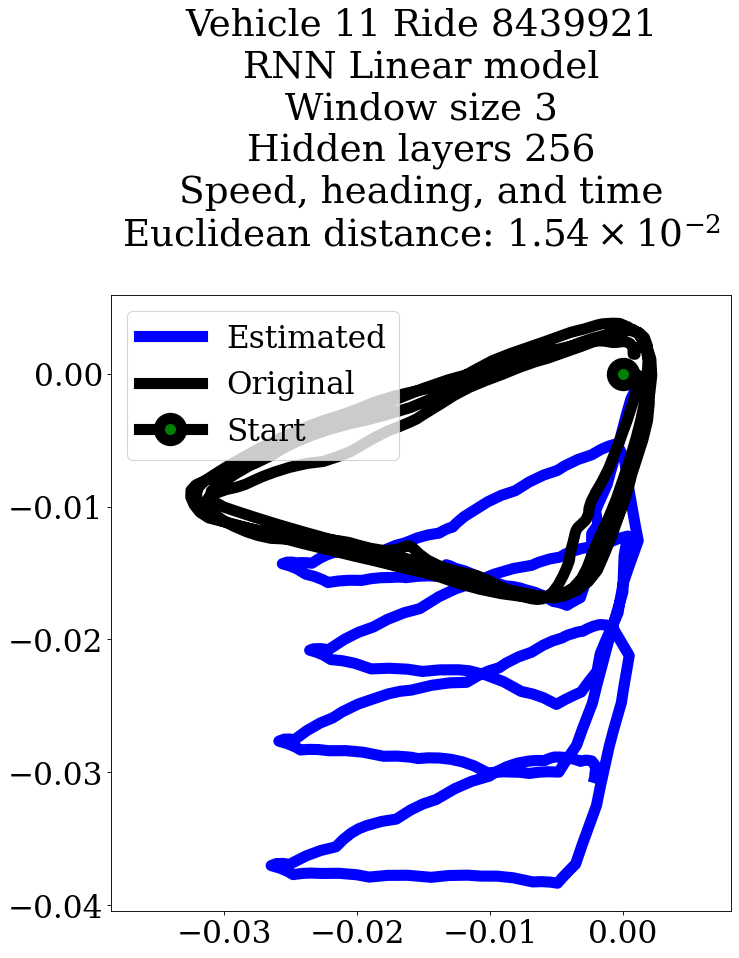 Vehicle 11 Ride 8439921
RNN Linear model
Window size 3
Hidden layers 256
Speed, heading, and time
Euclidean distance: 1.54 × 10⁻²
Estimated
Original
Start
0.00
−0.01
−0.02
−0.03
−0.04
−0.03 −0.02 −0.01 0.00